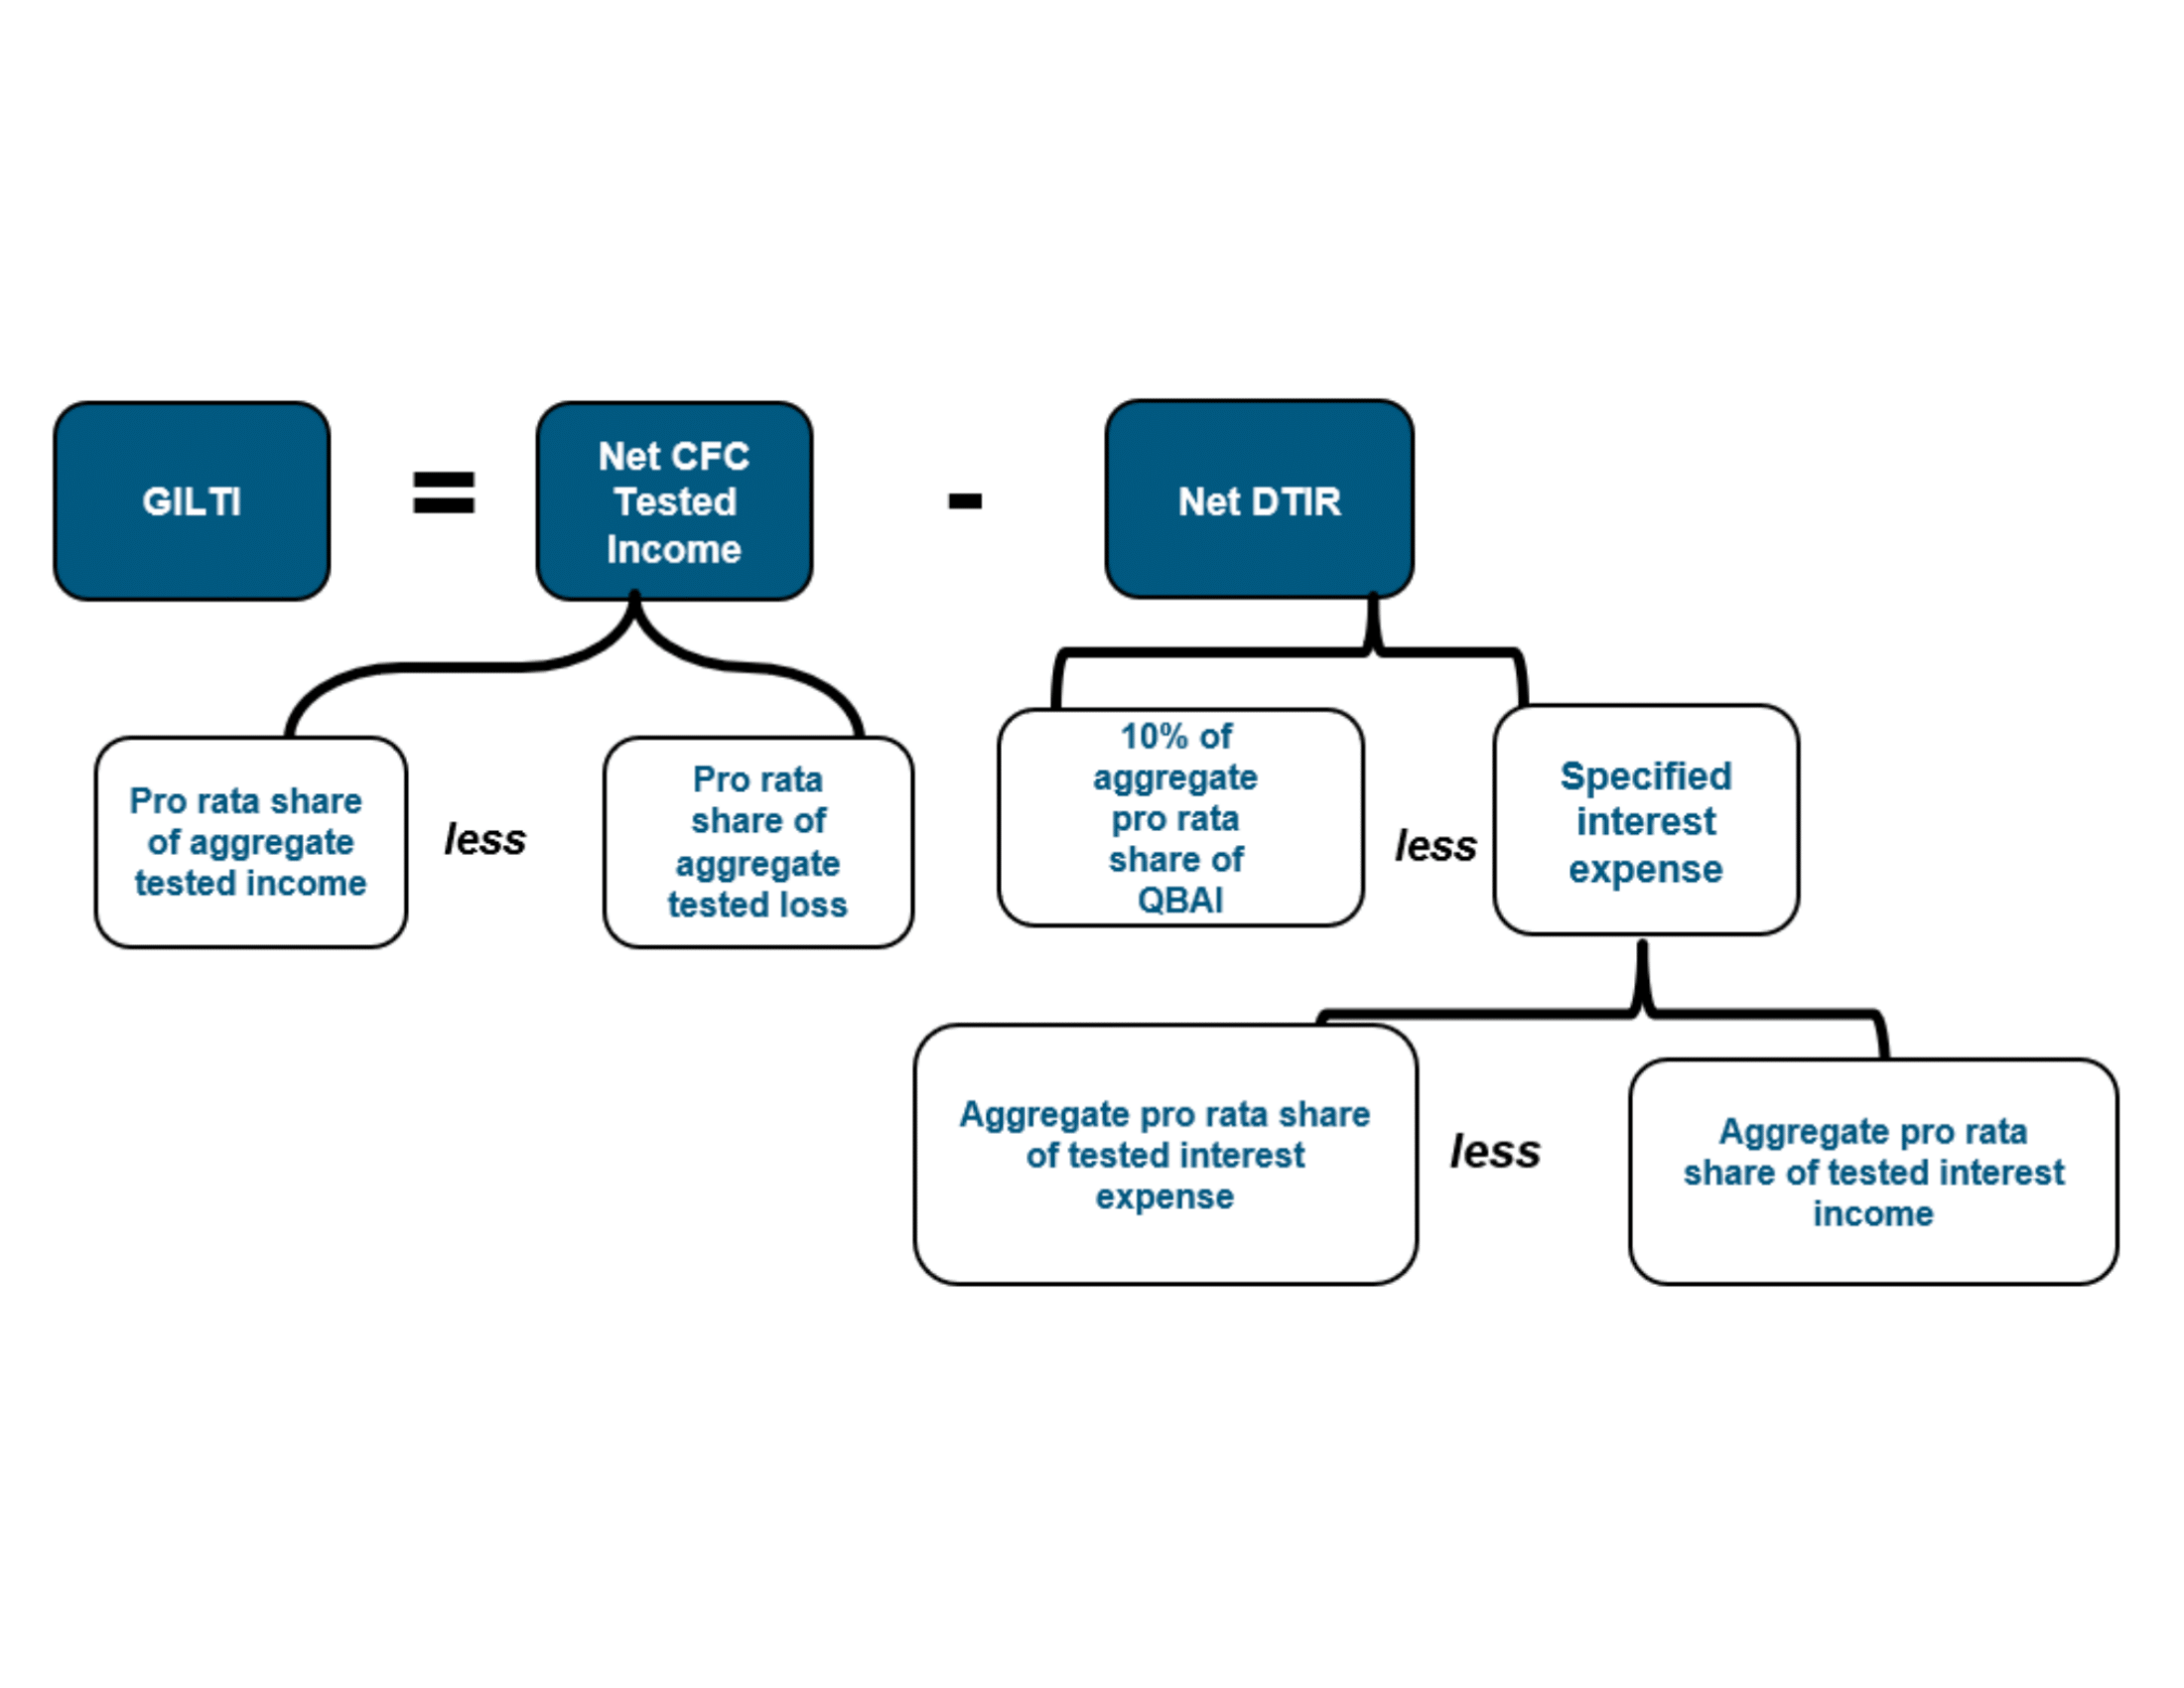 GILTI
=
Net CFC
Tested
Income
-
Net DTIR
Pro rata share
of aggregate
tested income
less
Pro rata
share of
aggregate
tested loss
10% of
aggregate
pro rata
share of
QBAI
less
Specified
interest
expense
Aggregate pro rata share
of tested interest
expense
less
Aggregate pro rata
share of tested interest
income